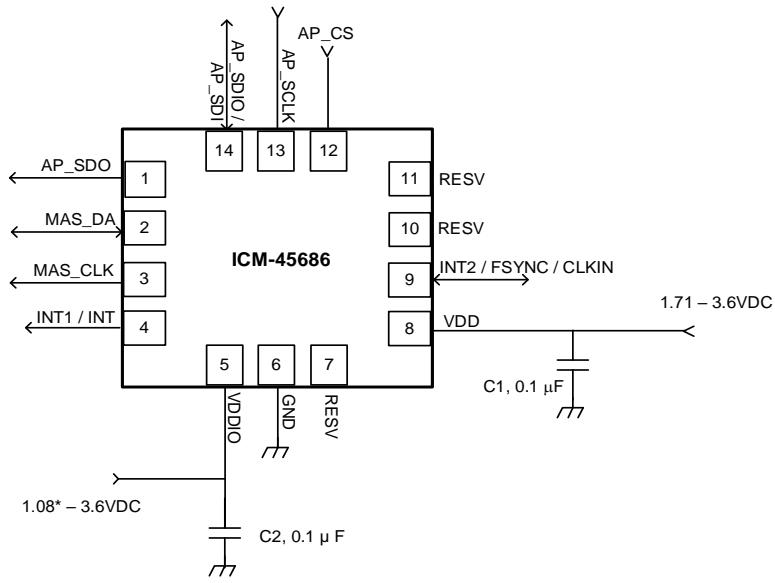 AP_CS
AP_SDIO /
AP_SDI
AP_SCLK
14
13
12
AP_SDO
1
11
RESV
MAS_DA
2
10
RESV
ICM-45686
MAS_CLK
3
9
INT2 / FSYNC / CLKIN
1.71 – 3.6VDC
INT1 / INT
4
8
VDD
5
6
7
C1, 0.1 μF
VDDIO
GND
RESV
1.08* – 3.6VDC
C2, 0.1 µ F